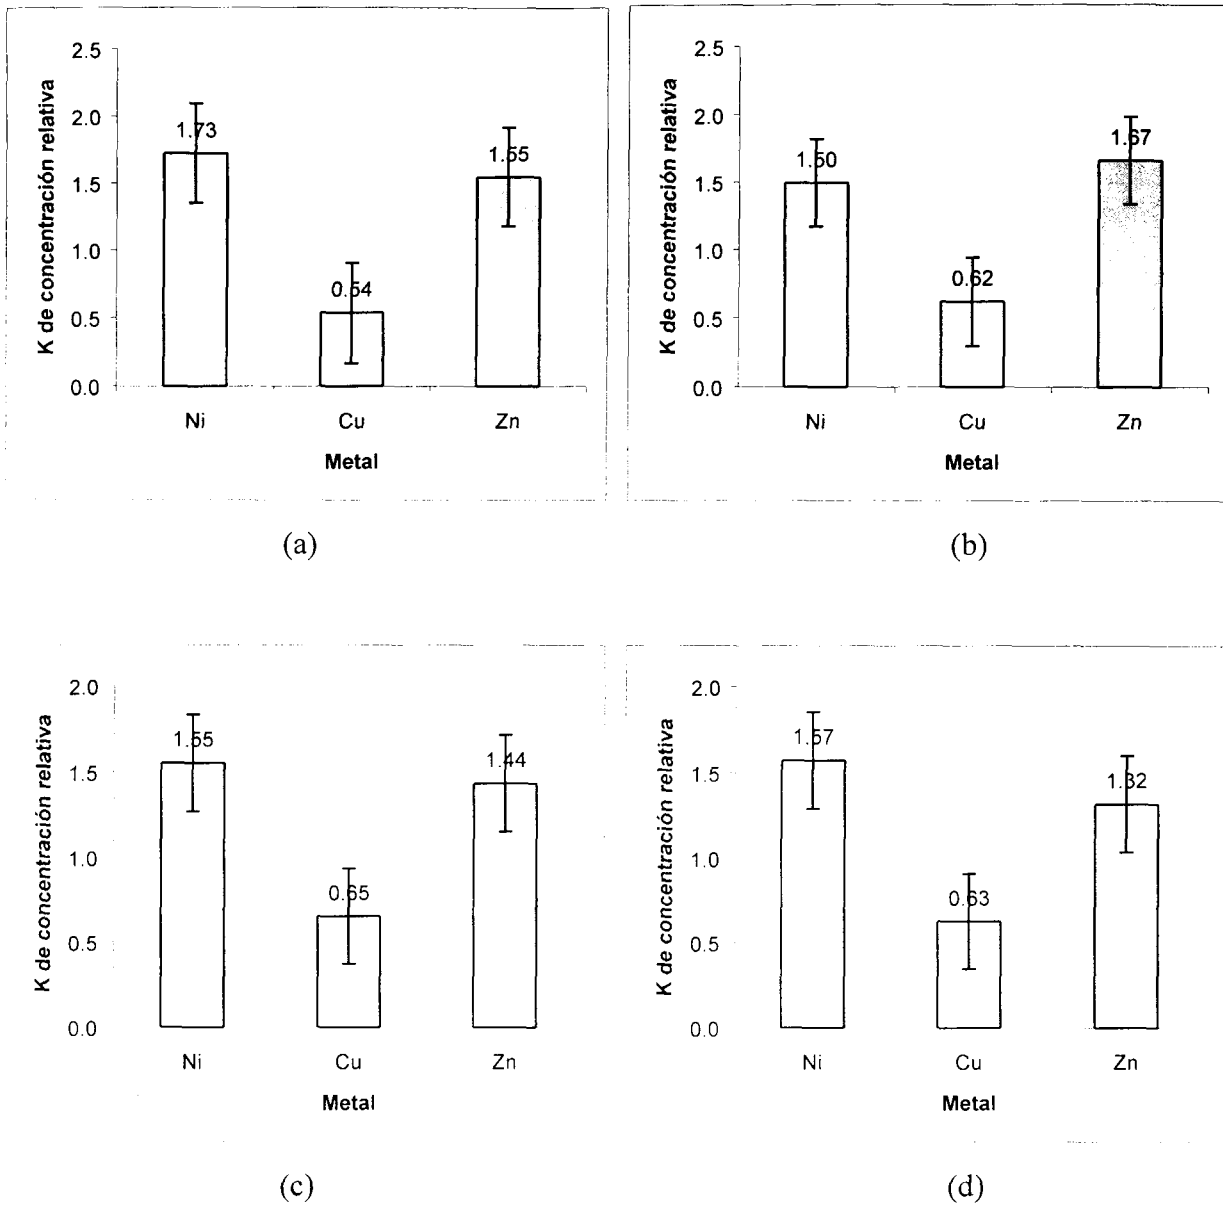 K de concentración relativa
2.5
2.0
1.5
1.0
0.5
0.0
1.73
0.54
1.55
Ni Cu Zn
Metal
(a)
K de concentración relativa
2.5
2.0
1.5
1.0
0.5
0.0
1.50
0.62
1.67
Ni Cu Zn
Metal
(b)
K de concentración relativa
2.0
1.5
1.0
0.5
0.0
1.55
0.65
1.44
Ni Cu Zn
Metal
(c)
K de concentración relativa
2.0
1.5
1.0
0.5
0.0
1.57
0.63
1.32
Ni Cu Zn
Metal
(d)